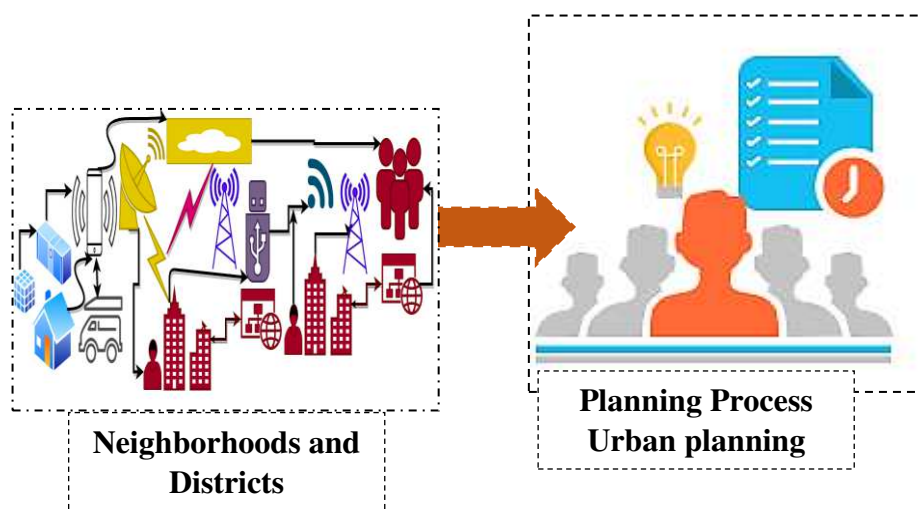 Neighborhoods and
Districts
Planning Process
Urban planning